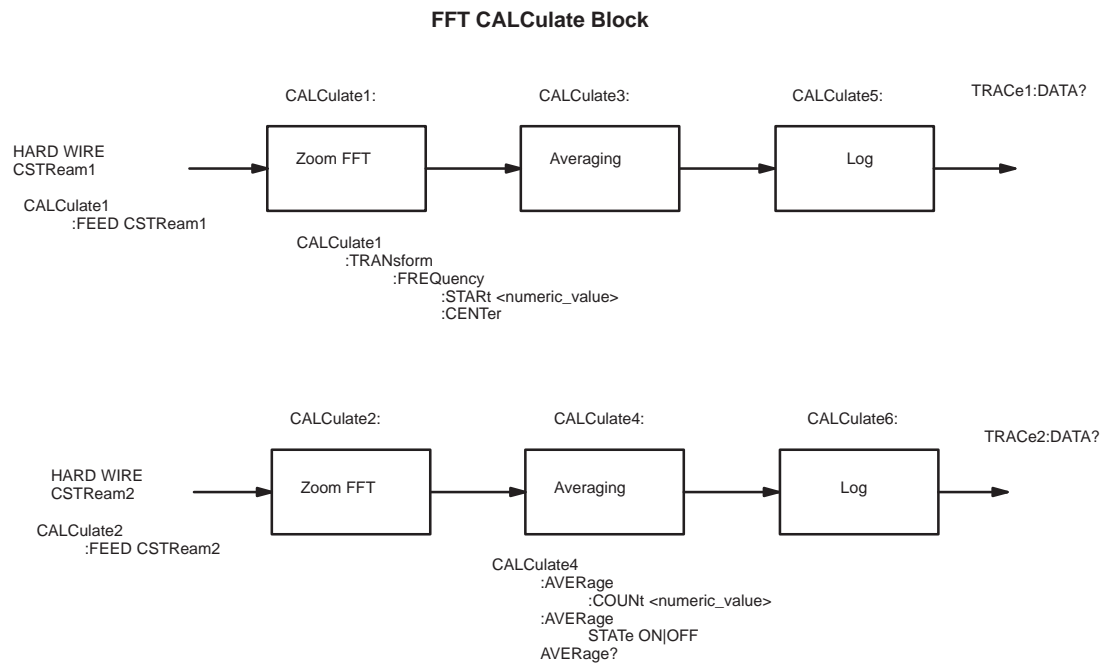 FFT CALCulate Block
CALCulate1:
CALCulate3:
CALCulate5:
TRACe1:DATA?
HARD WIRE
CSTReam1
Zoom FFT
Averaging
Log
CALCulate1
:FEED CSTReam1
CALCulate1
:TRANsform
:FREQuency
:STARt <numeric_value>
:CENTer
CALCulate2:
CALCulate4:
CALCulate6:
TRACe2:DATA?
HARD WIRE
CSTReam2
Zoom FFT
Averaging
Log
CALCulate2
:FEED CSTReam2
CALCulate4
:AVERage
:COUNt <numeric_value>
:AVERage
STATe ON|OFF
AVERage?